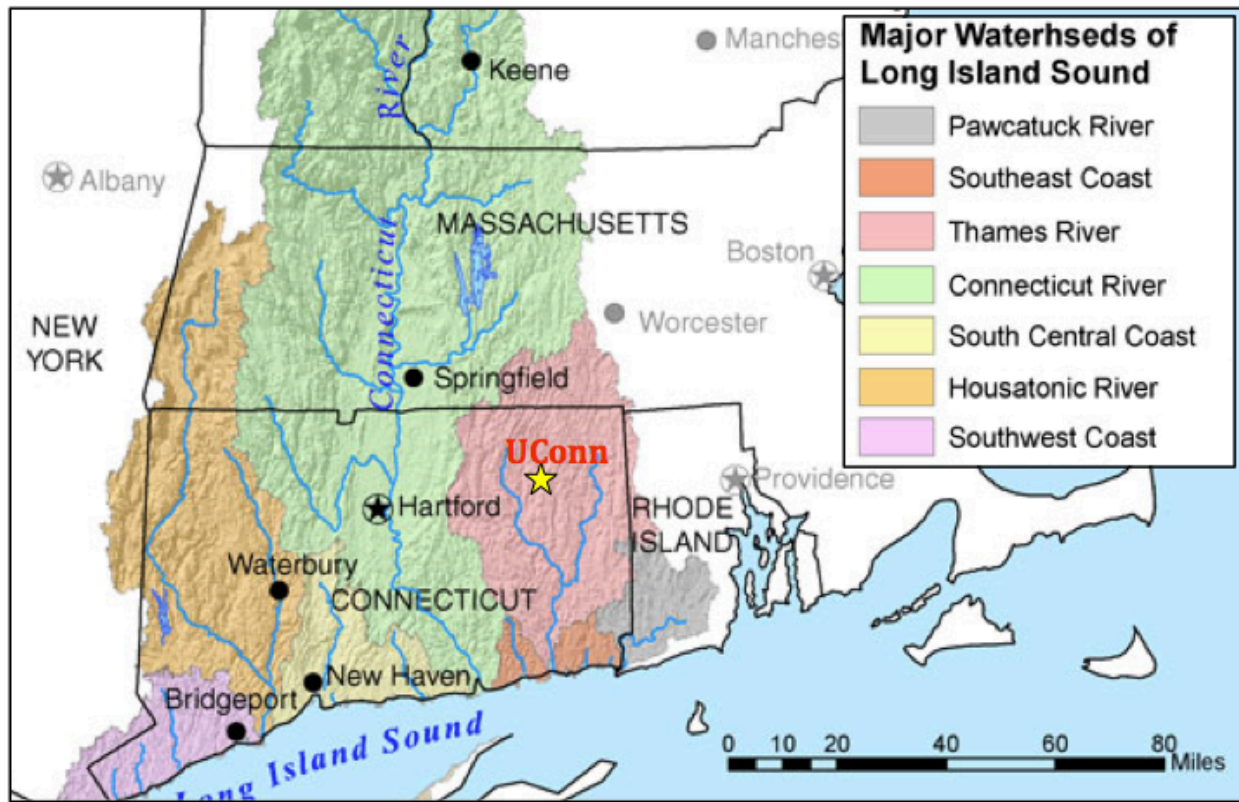 Major Waterhseds of
Long Island Sound
Pawcatuck River
Southeast Coast
Thames River
Connecticut River
South Central Coast
Housatonic River
Southwest Coast
Manches
River
Keene
Albany
MASSACHUSETTS
Connecticut
Boston
NEW
YORK
Worcester
Springfield
UConn
Providence
Hartford
RHODE
ISLAND
Waterbury
CONNECTICUT
New Haven
Bridgeport
Long Island Sound
0 10 20 40 60 80
Miles